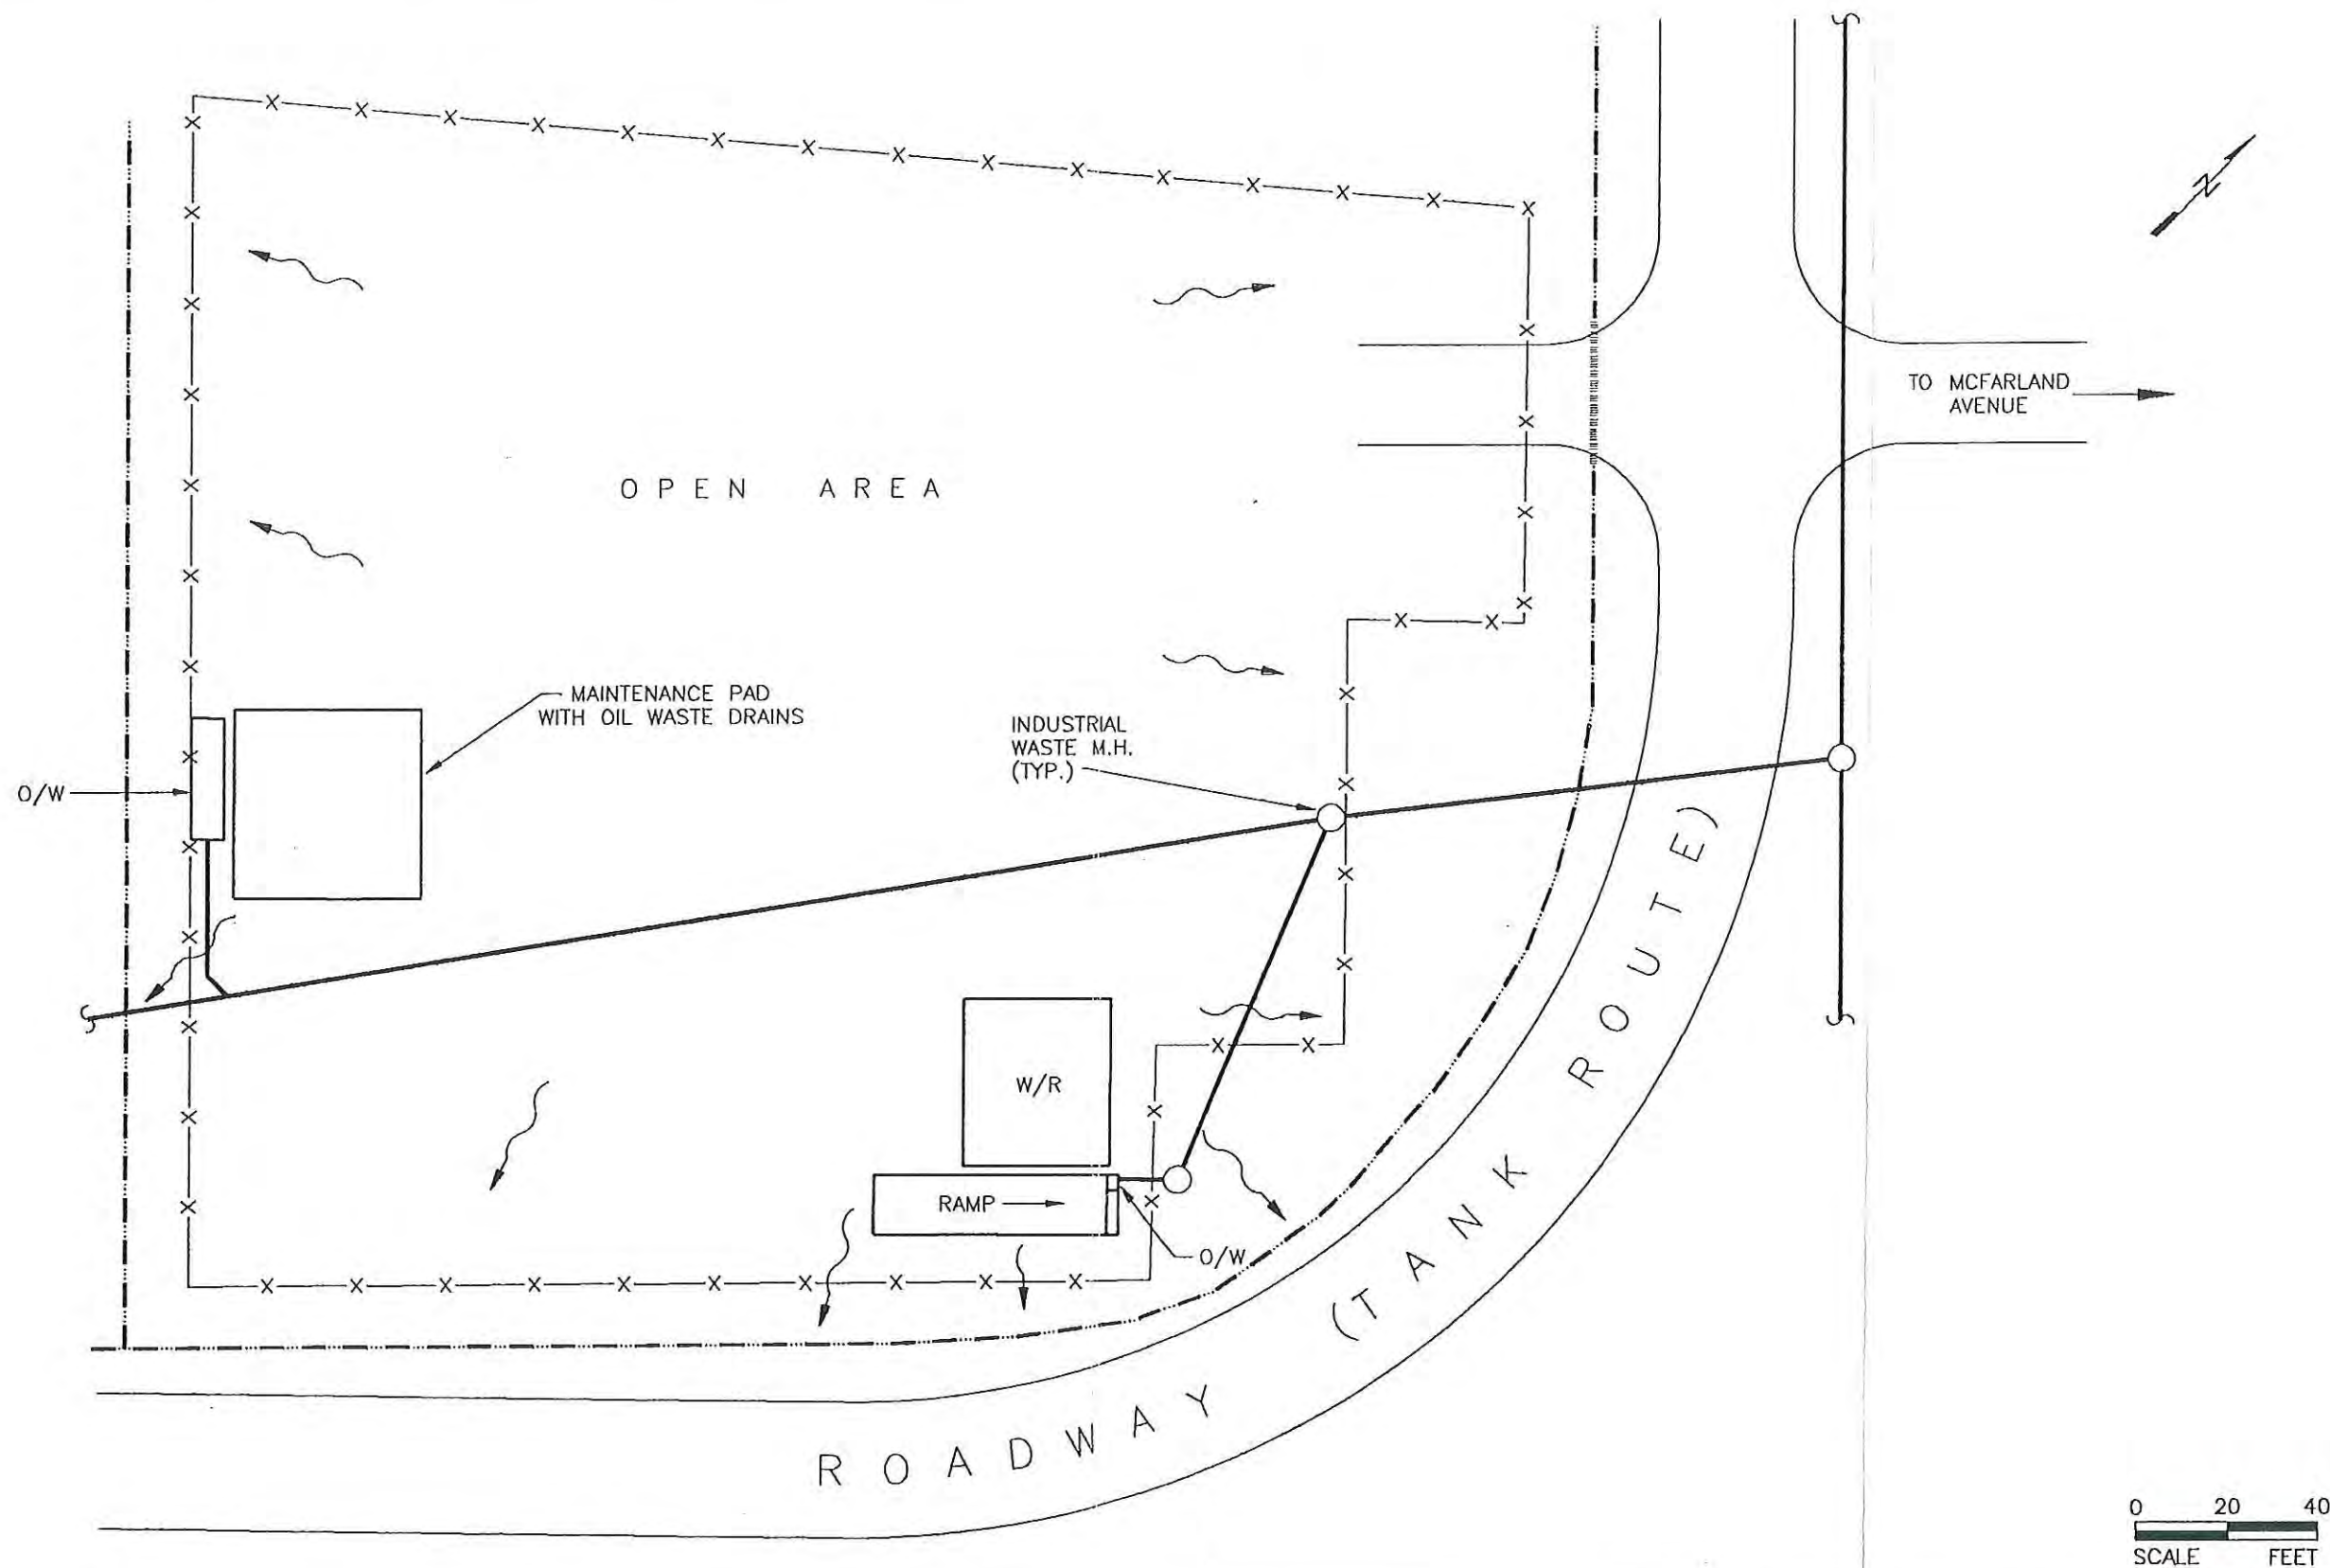 N
TO MCFARLAND
AVENUE
OPEN AREA
MAINTENANCE PAD
WITH OIL WASTE DRAINS
INDUSTRIAL
WASTE M.H.
(TYP.)
O/W
W/R
RAMP
O/W
ROADWAY (TANK ROUTE)
0 20 40
SCALE FEET